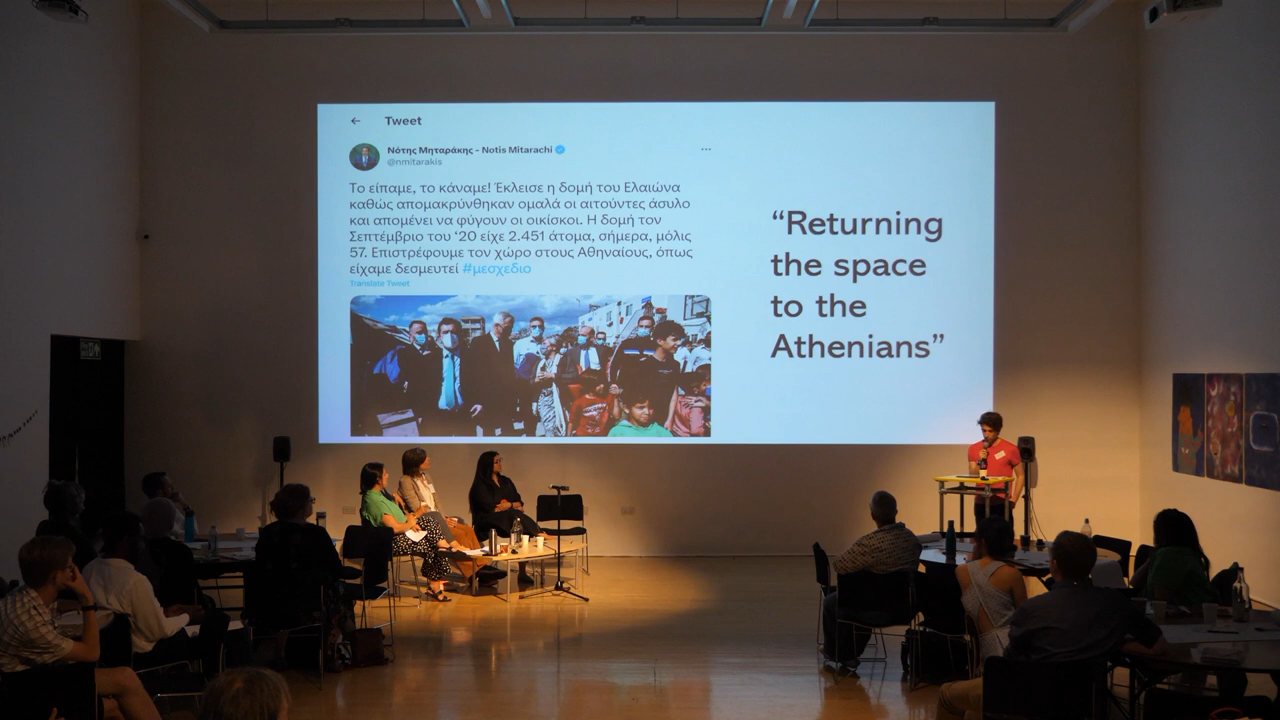 ← Tweet
Νότης Μηταράκης - Notis Mitarachi
@nmitarakis
Το είπαμε, το κάναμε! Έκλεισε η δομή του Ελαιώνα
καθώς απομακρύνθηκαν ομαλά οι αιτούντες άσυλο
και απομένει να φύγουν οι οικίσκοι. Η δομή τον
Σεπτέμβριο του ‘20 είχε 2.451 άτομα, σήμερα, μόλις
57. Επιστρέφουμε τον χώρο στους Αθηναίους, όπως
είχαμε δεσμευτεί #μεσχεδιο
Translate Tweet
“Returning
the space
to the
Athenians”